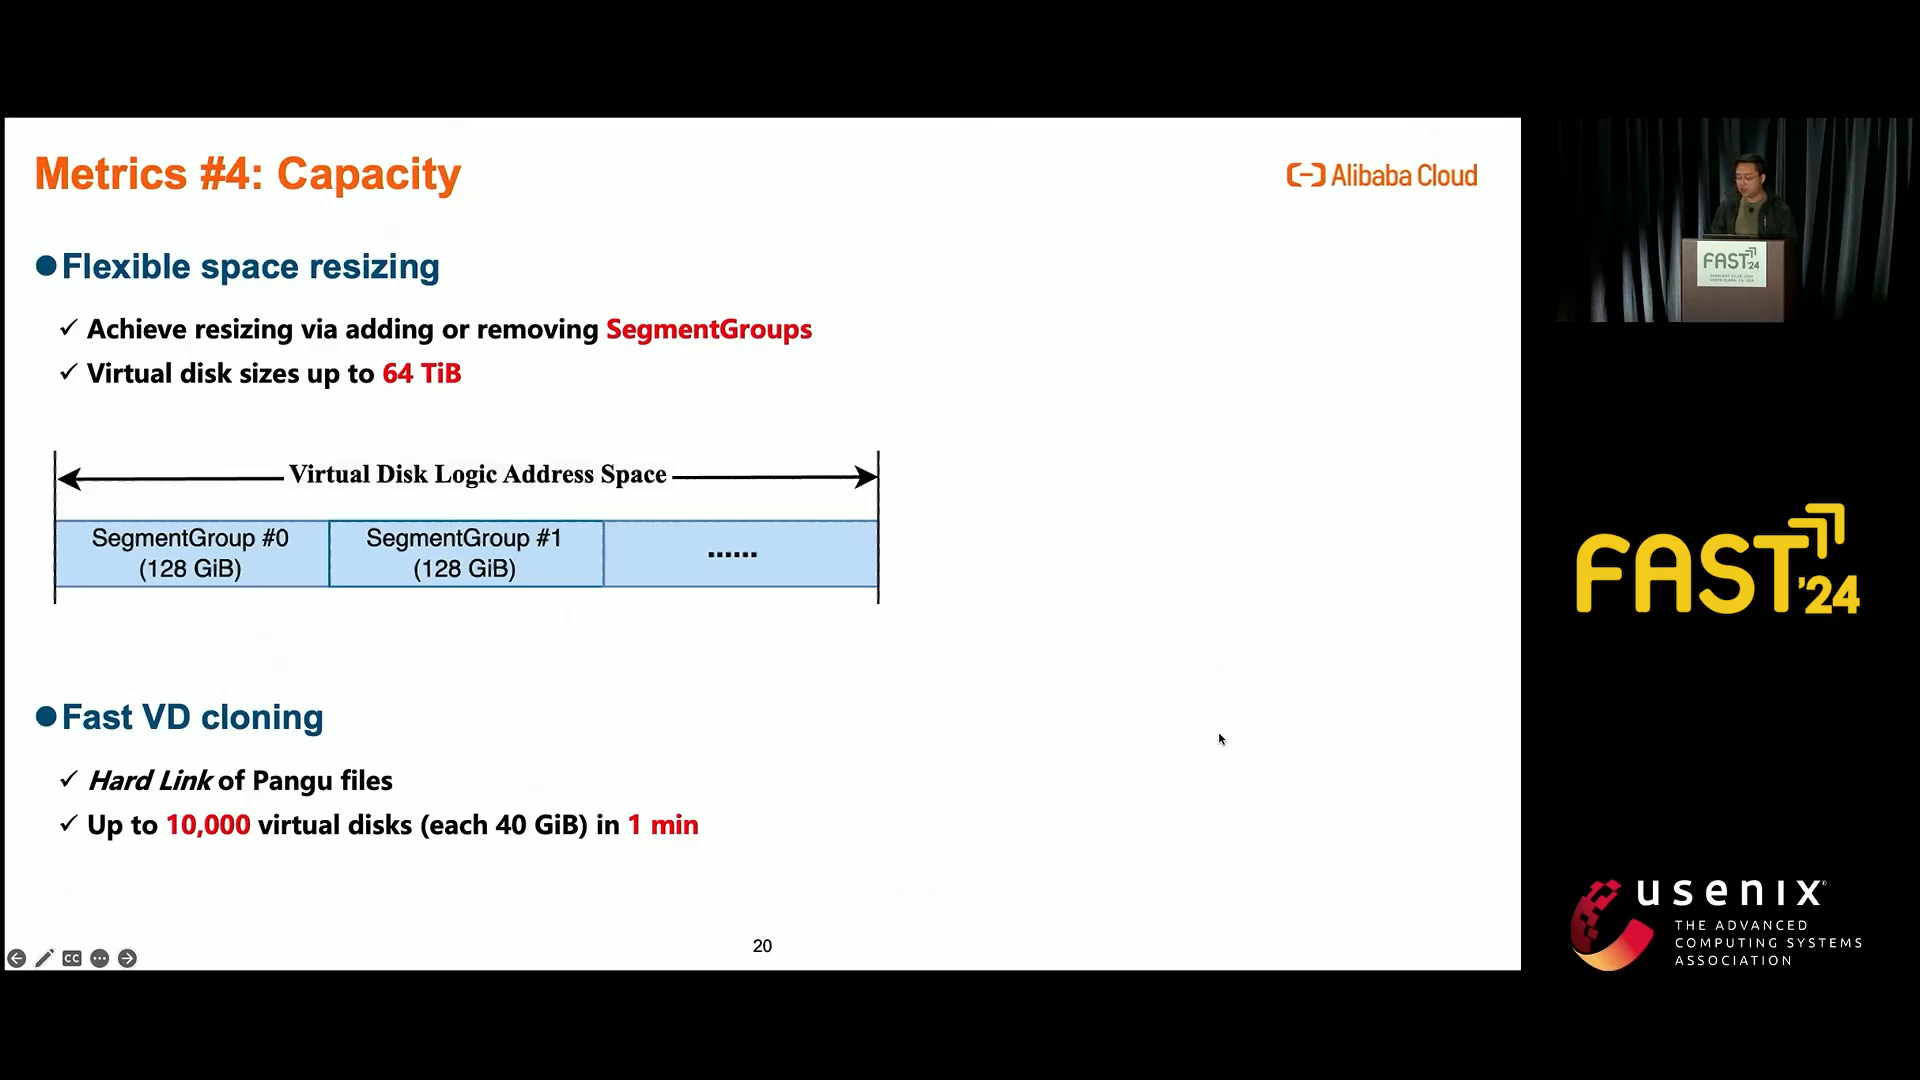 Metrics #4: Capacity
Alibaba Cloud
Flexible space resizing
✓ Achieve resizing via adding or removing SegmentGroups
✓ Virtual disk sizes up to 64 TiB
Virtual Disk Logic Address Space
SegmentGroup #0
(128 GiB)
SegmentGroup #1
(128 GiB)
......
Fast VD cloning
✓ Hard Link of Pangu files
✓ Up to 10,000 virtual disks (each 40 GiB) in 1 min
20
CC
FAST '24
FAST '24
usenix
THE ADVANCED
COMPUTING SYSTEMS
ASSOCIATION